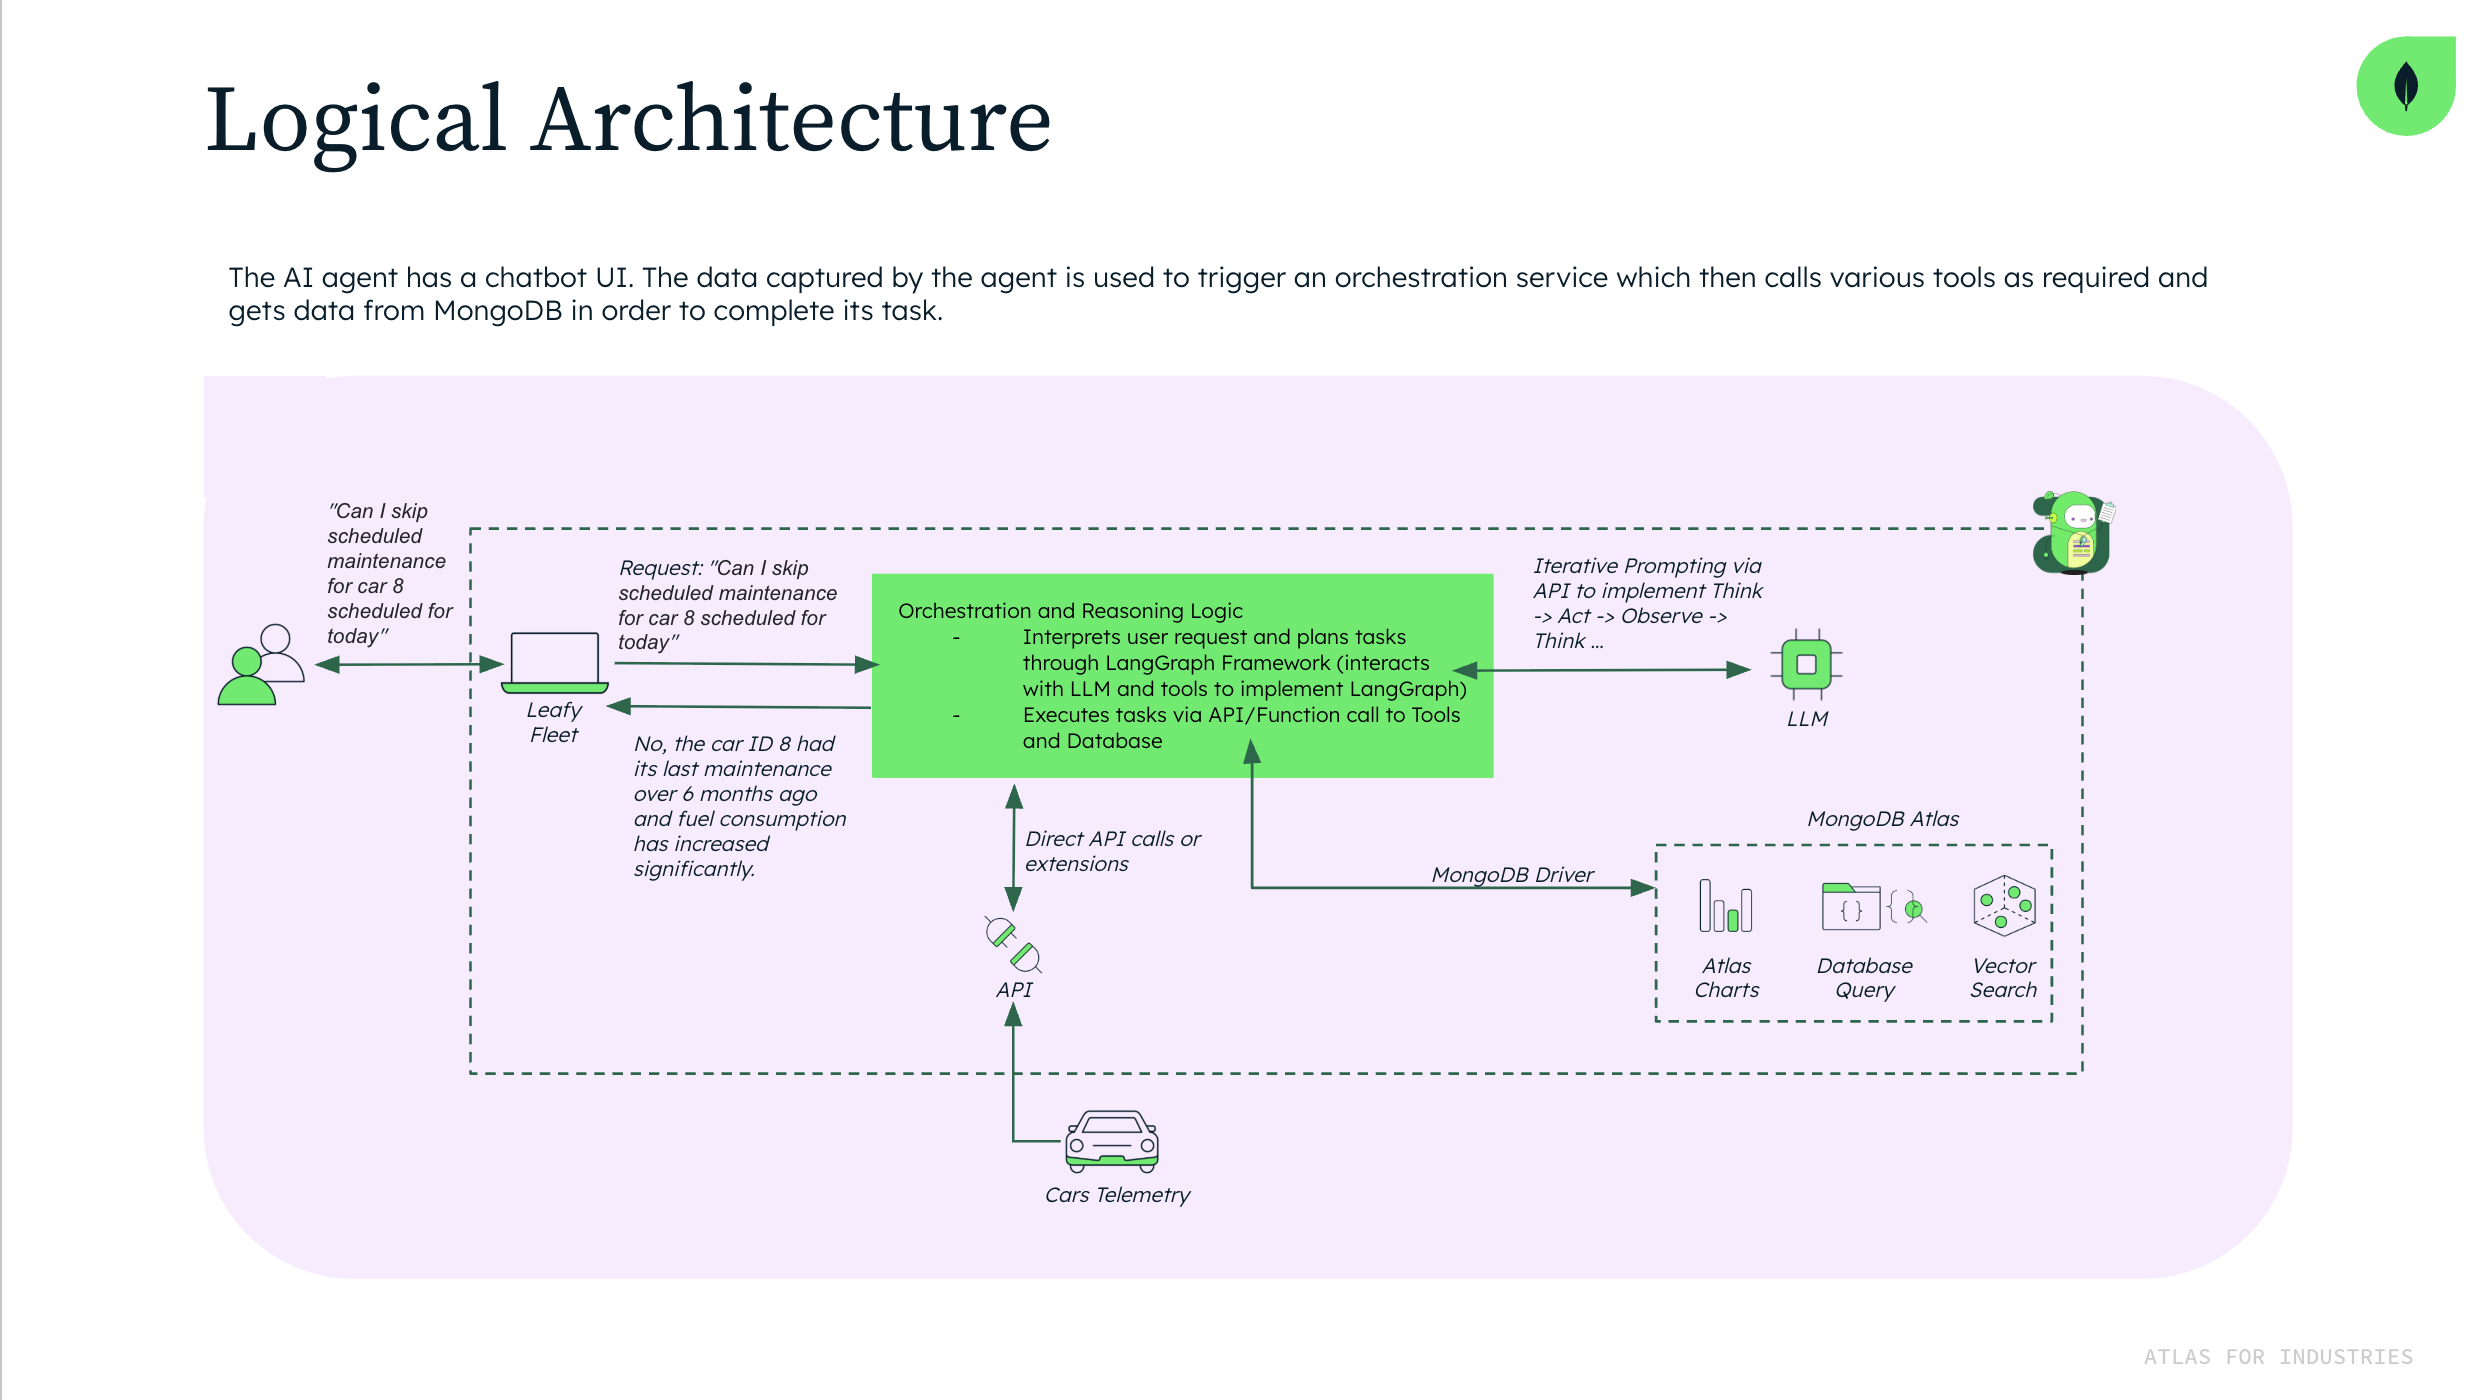 Logical Architecture
The AI agent has a chatbot UI. The data captured by the agent is used to trigger an orchestration service which then calls various tools as required and
gets data from MongoDB in order to complete its task.
"Can I skip
scheduled
maintenance
for car 8
scheduled for
today"
Leafy
Fleet
Request: "Can I skip
scheduled maintenance
for car 8 scheduled for
today"
No, the car ID 8 had
its last maintenance
over 6 months ago
and fuel consumption
has increased
significantly.
Orchestration and Reasoning Logic
- Interprets user request and plans tasks
through LangGraph Framework (interacts
with LLM and tools to implement LangGraph)
- Executes tasks via API/Function call to Tools
and Database
Iterative Prompting via
API to implement Think
-> Act -> Observe ->
Think ...
LLM
Direct API calls or
extensions
API
MongoDB Driver
MongoDB Atlas
Atlas
Charts
Database
Query
Vector
Search
Cars Telemetry
ATLAS FOR INDUSTRIES